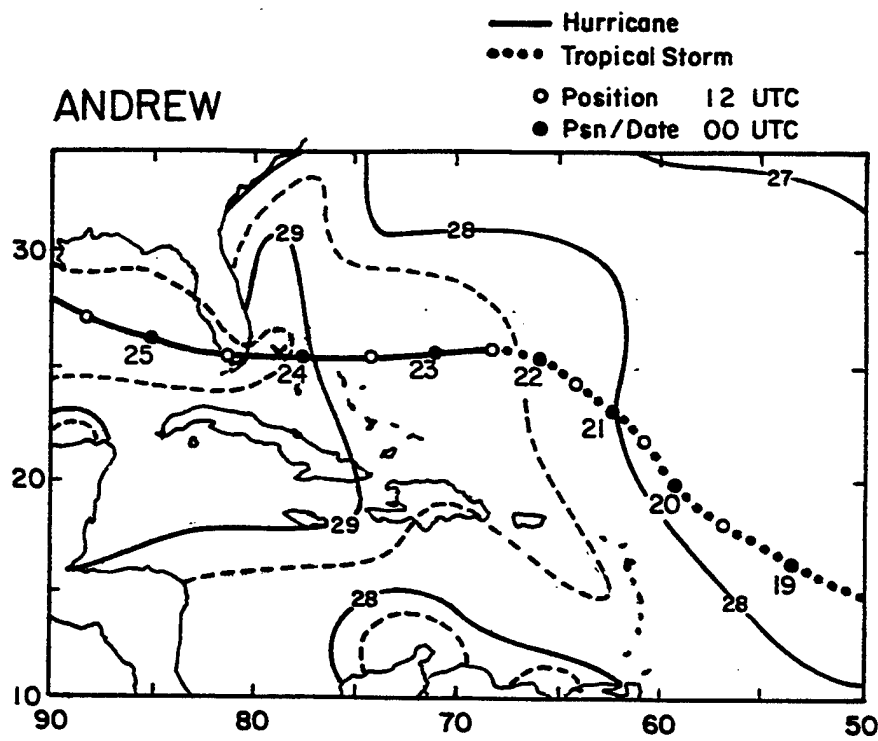 Hurricane
Tropical Storm
ANDREW
Position 12 UTC
Psn/Date 00 UTC
27
28
29
30
25
24
23
22
21
20
20
19
29
28
28
10
90 80 70 60 50